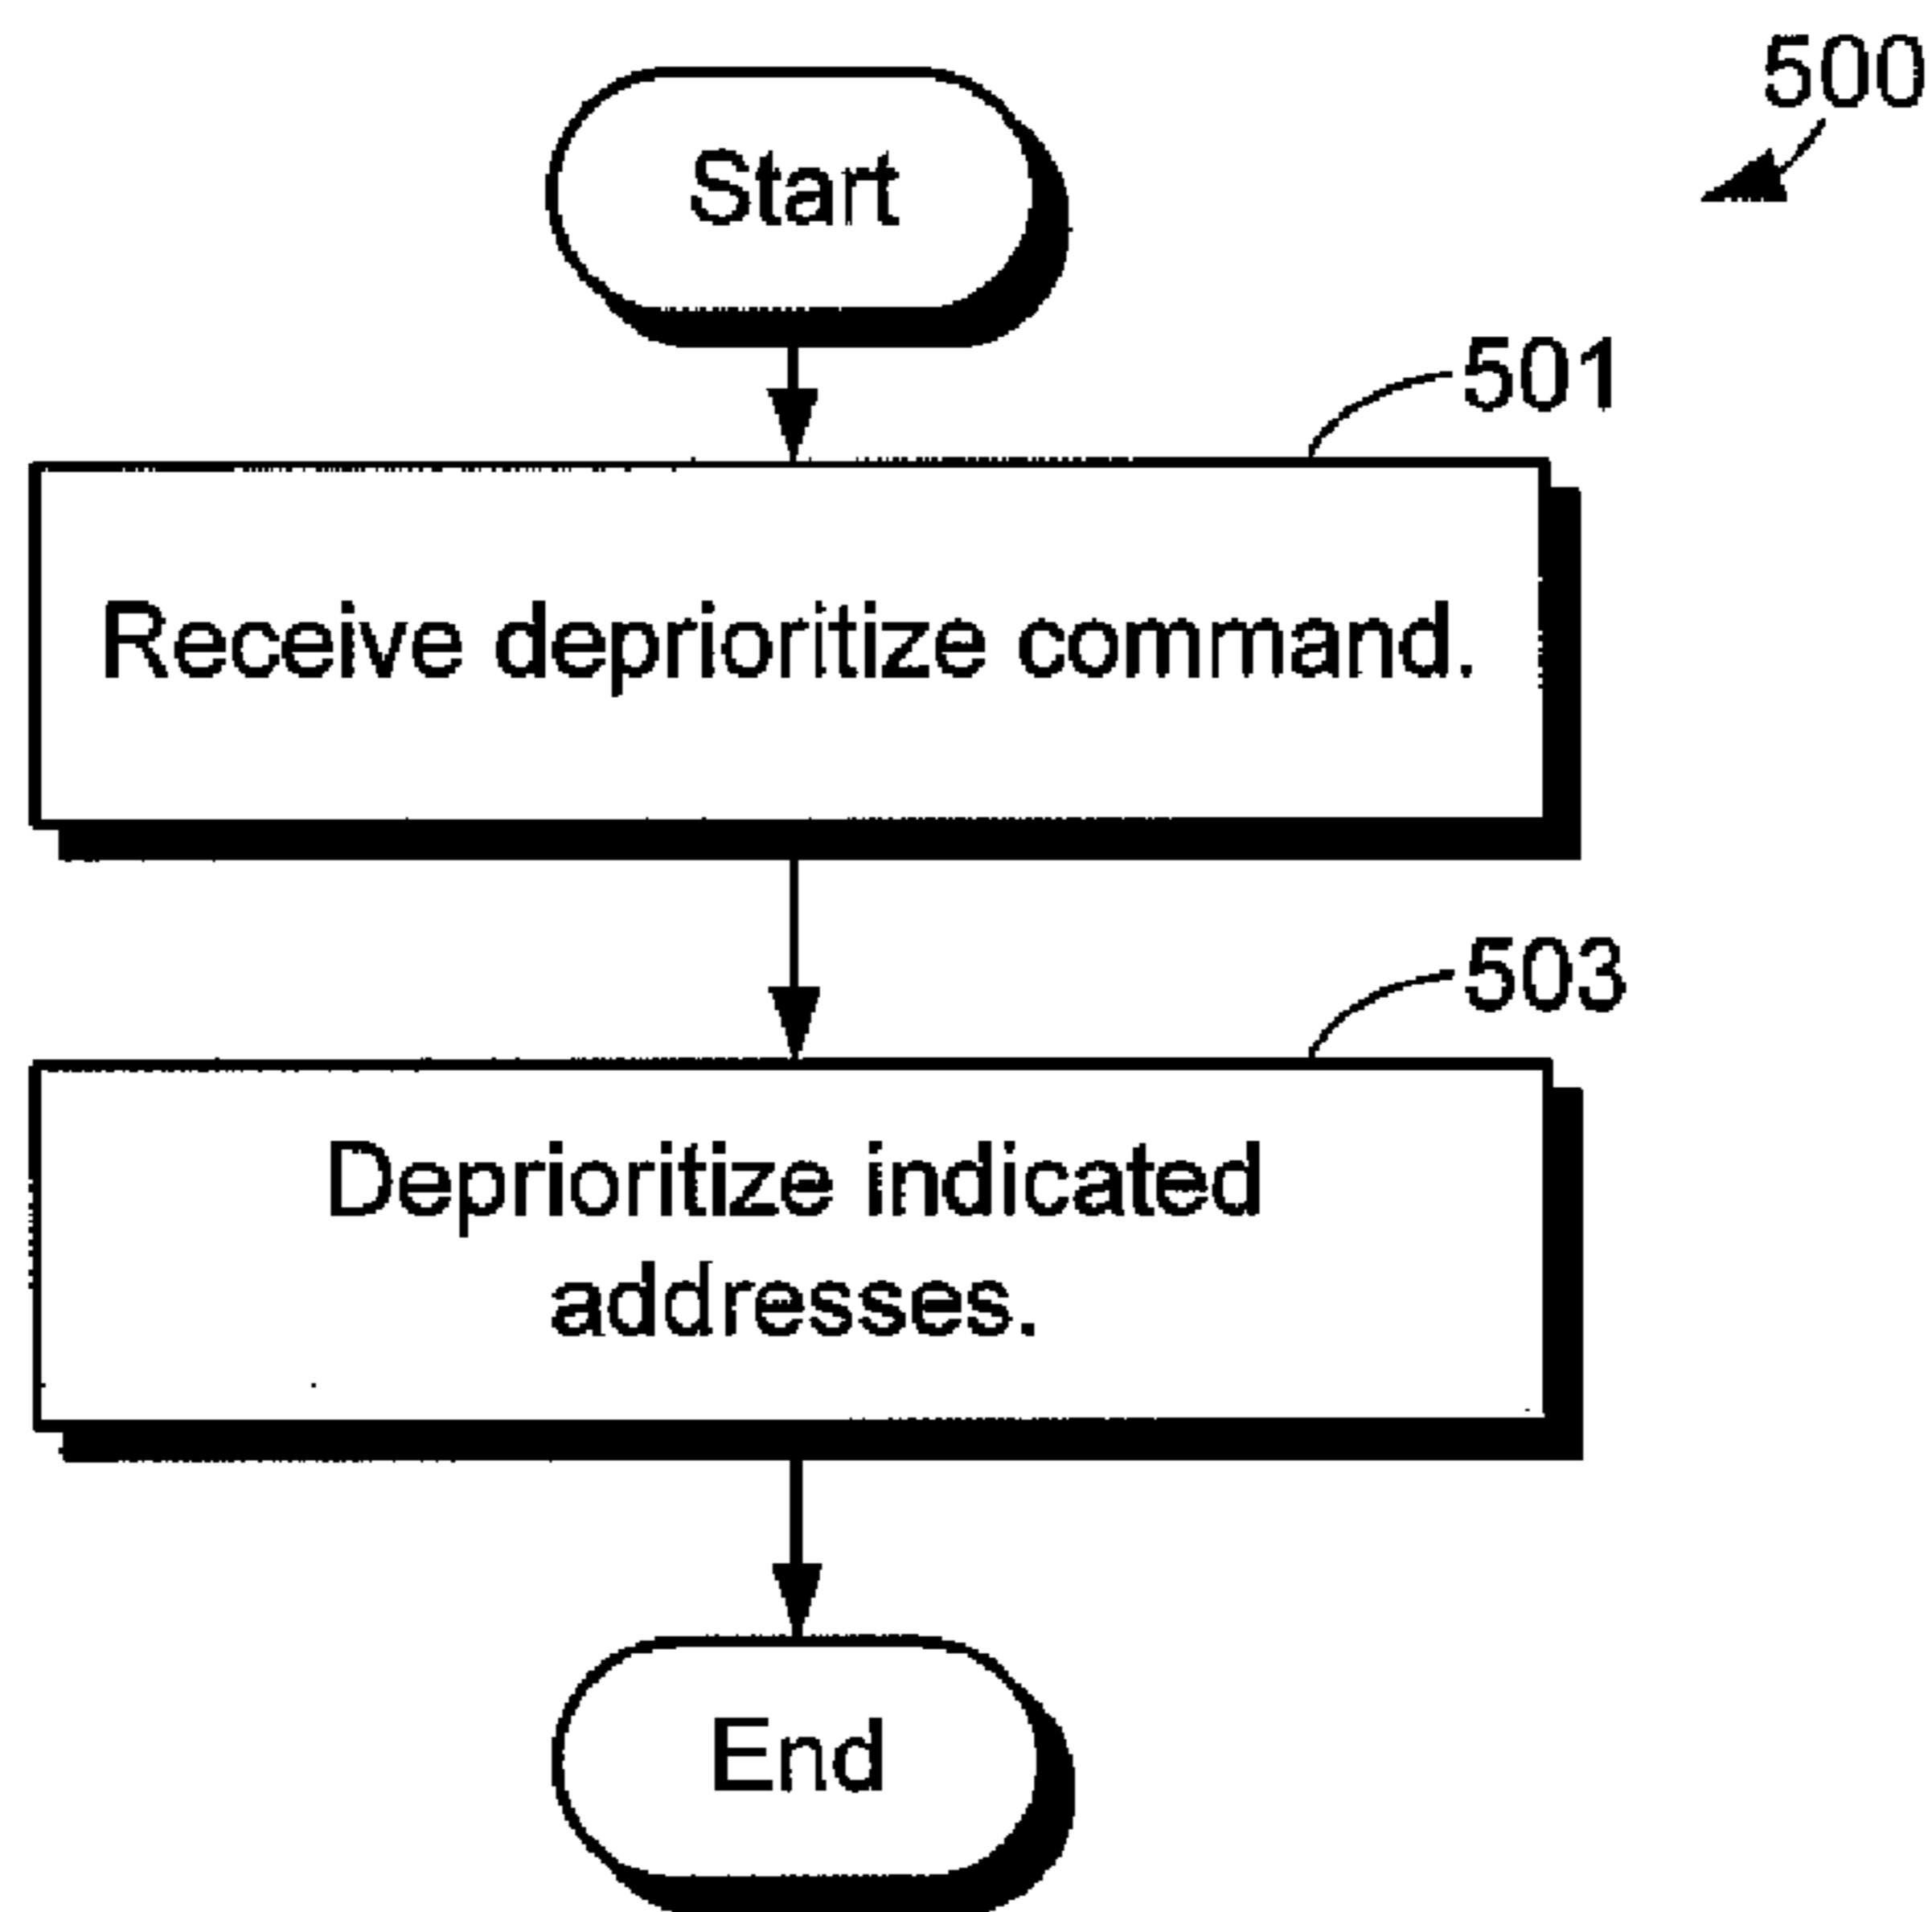 500
Start
501
Receive deprioritize command.
503
Deprioritize indicated
addresses.
End